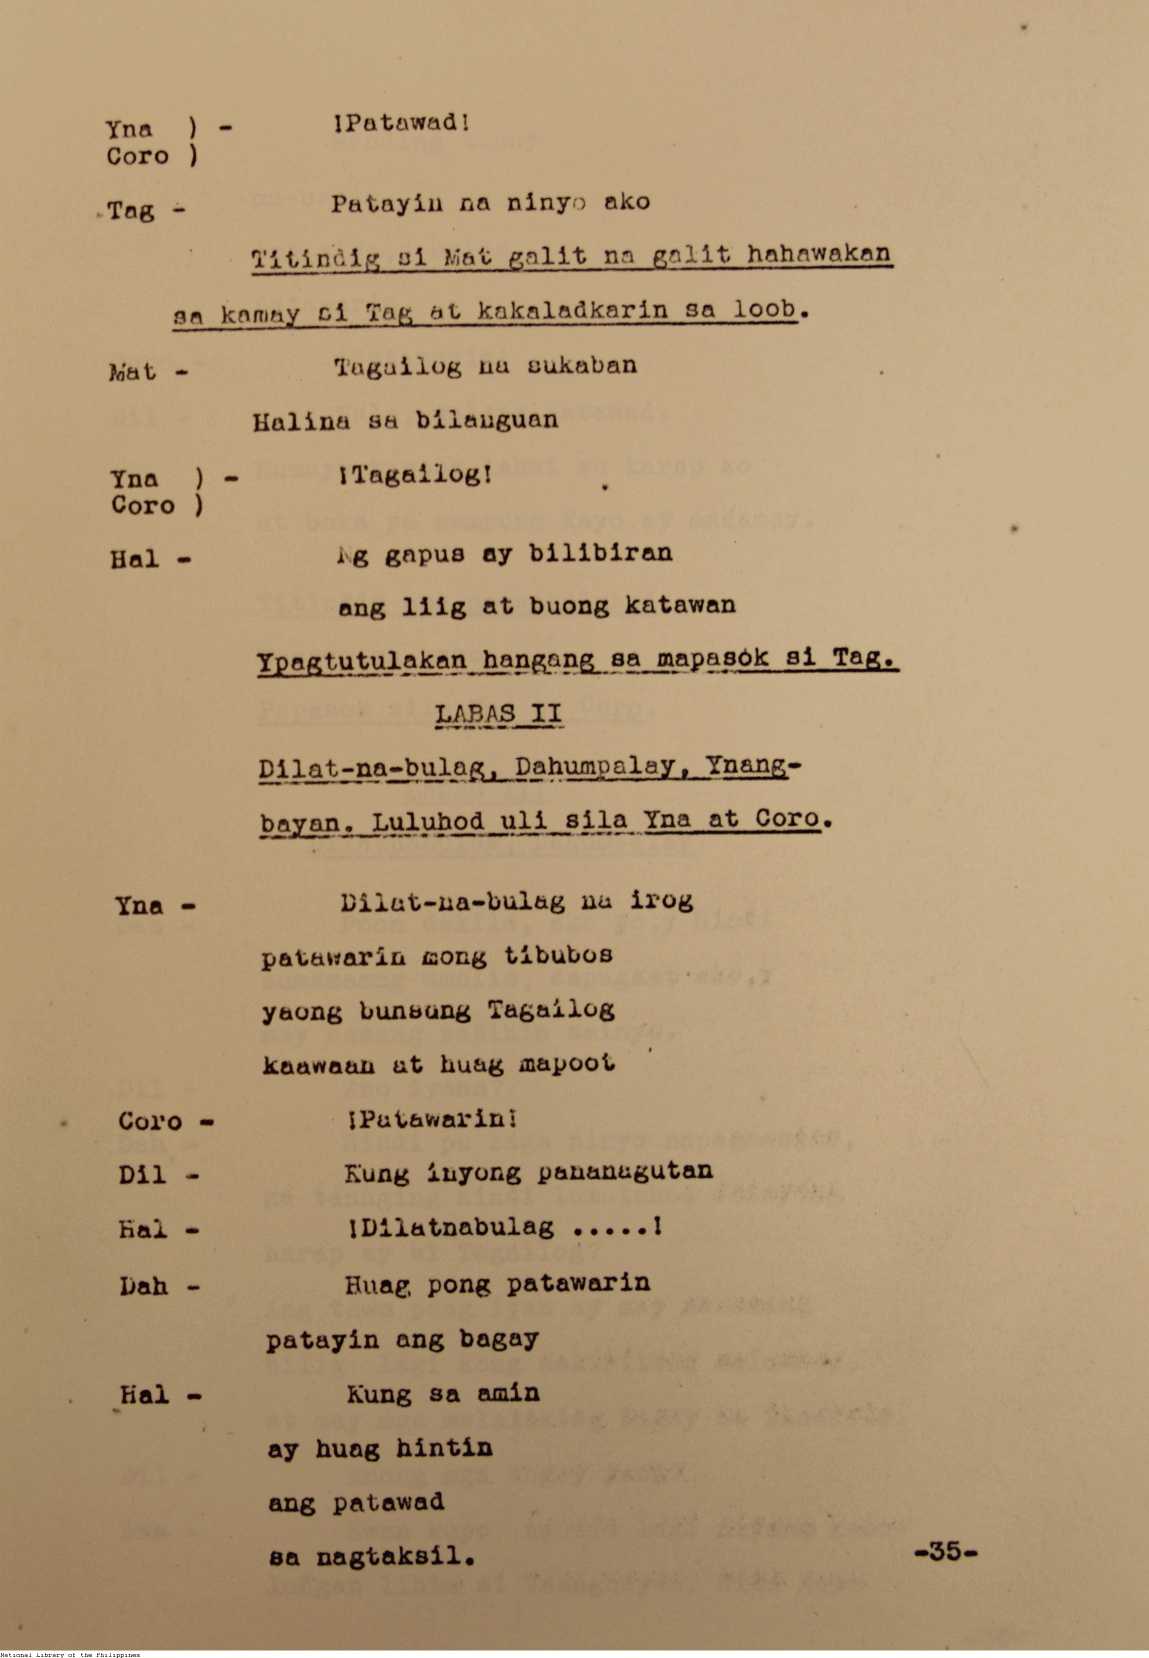 Yna ) - !Patawad!
Coro )
Tag - Patayin na ninyo ako
Titindig si Mat galit na galit hahawakan
sa kamay si Tag at kakaladkarin sa loob.
Mat - Tagailog na sukaban
Halina sa bilanguan
Yna ) - !Tagailog!
Coro )
Hal - Ng gapus ay bilibiran
ang liig at buong katawan
Ypagtutulakan hangang sa mapasok si Tag.
LABAS II
Dilat-na-bulag, Dahumpalay, Ynang-
bayan. Luluhod uli sila Yna at Coro.
Yna - Dilat-na-bulag na irog
patawarin mong tibubos
yaong bunsong Tagailog
kaawaan at huag mapoot
Coro - !Patawarin!
Dil - Kung inyong pananagutan
Hal - !Dilatnabulag .....!
Dah - Huag pong patawarin
patayin ang bagay
Hal - Kung sa amin
ay huag hintin
ang patawad
sa nagtaksil.
-35-
National Library of the Philippines